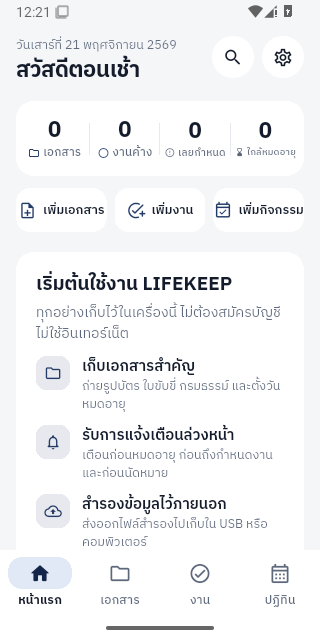 12:21
วันเสาร์ที่ 21 พฤศจิกายน 2569
สวัสดีตอนเช้า
0 0 0 0
เอกสาร งานค้าง เลยกำหนด ใกล้หมดอายุ
เพิ่มเอกสาร เพิ่มงาน เพิ่มกิจกรรม
เริ่มต้นใช้งาน LIFEKEEP
ทุกอย่างเก็บไว้ในเครื่องนี้ ไม่ต้องสมัครบัญชี
ไม่ใช้อินเทอร์เน็ต
เก็บเอกสารสำคัญ
ถ่ายรูปบัตร ใบขับขี่ กรมธรรม์ และตั้งวัน
หมดอายุ
รับการแจ้งเตือนล่วงหน้า
เตือนก่อนหมดอายุ ก่อนถึงกำหนดงาน
และก่อนนัดหมาย
สำรองข้อมูลไว้ภายนอก
ส่งออกไฟล์สำรองไปเก็บใน USB หรือ
คอมพิวเตอร์
หน้าแรก เอกสาร งาน ปฏิทิน